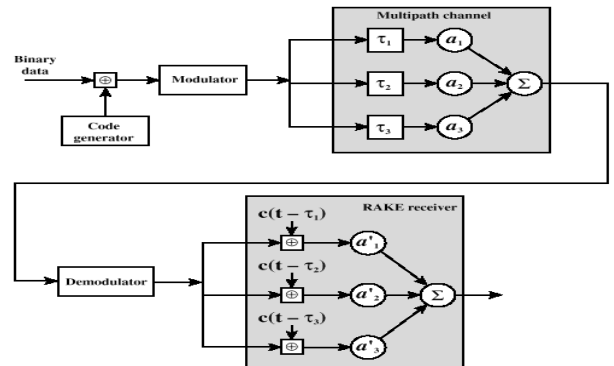 Multipath channel
Binary
data
⊕
Modulator
Code
generator
τ1
a1
τ2
a2
Σ
τ3
a3
RAKE receiver
c(t − τ1)
⊕
a'1
Demodulator
c(t − τ2)
⊕
a'2
Σ
c(t − τ3)
⊕
a'3